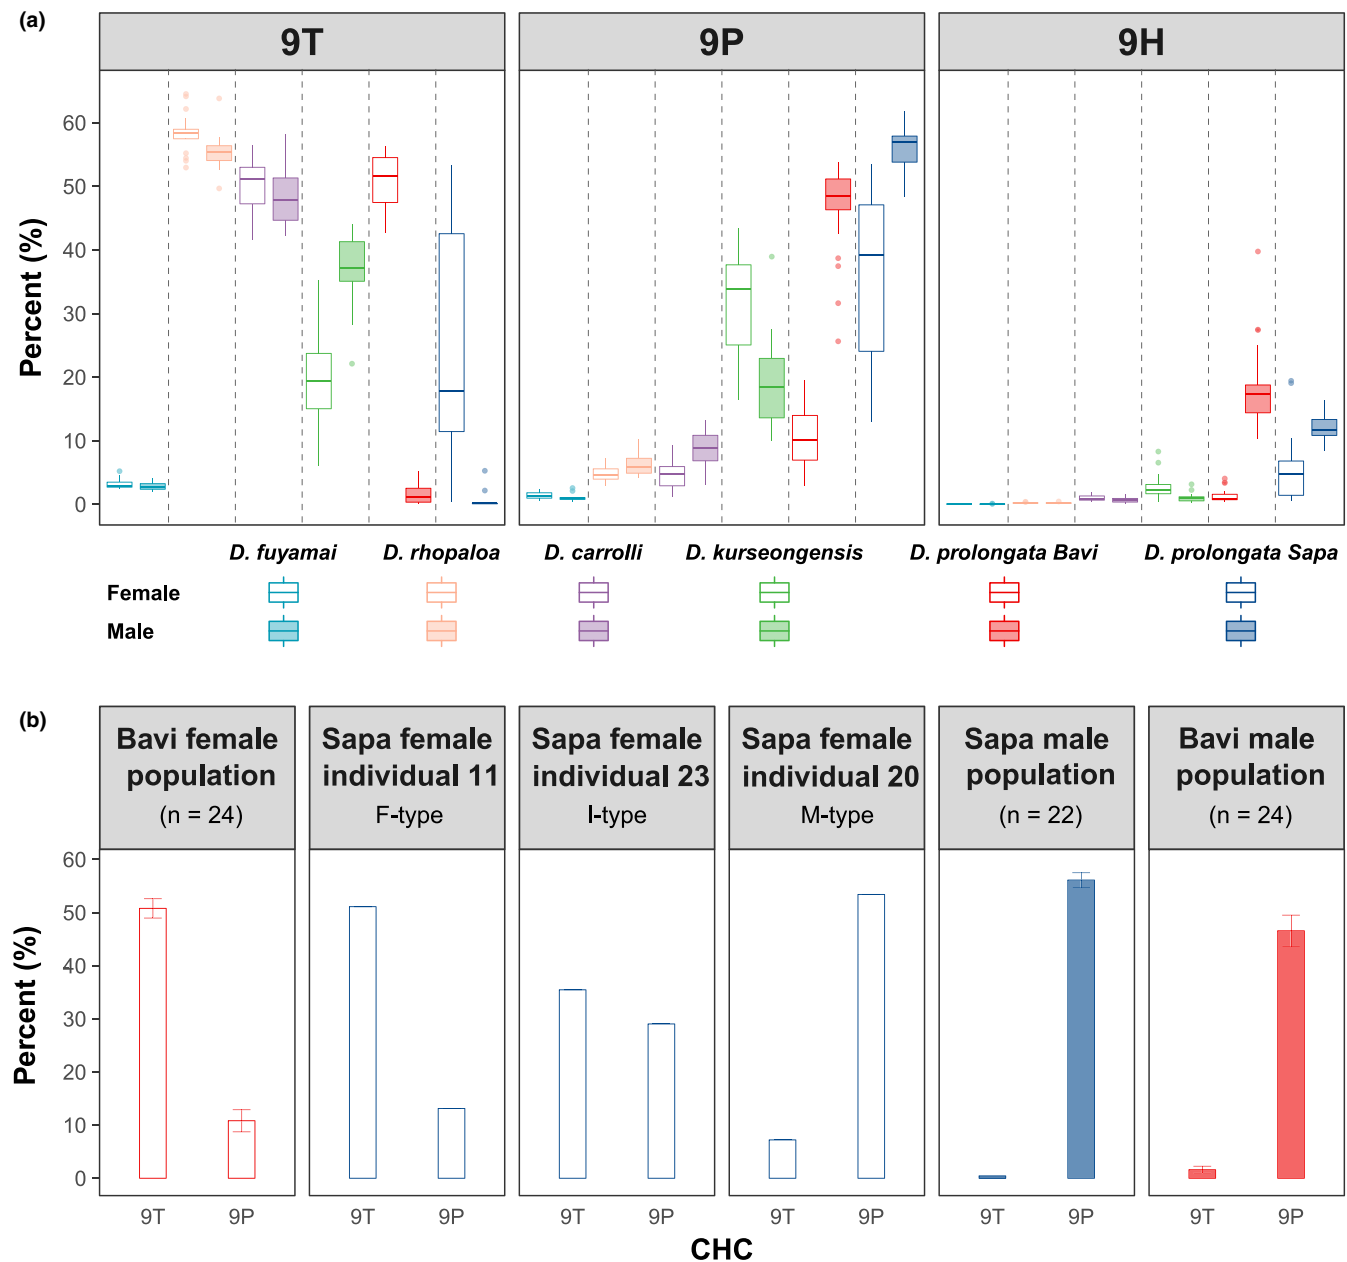 (a)
9T 9P 9H
Percent (%)
60
50
40
30
20
10
0
D. fuyamai D. rhopaloa D. carrolli D. kurseongensis D. prolongata Bavi D. prolongata Sapa
Female
Male
(b)
Bavi female population (n = 24)
Sapa female individual 11 F-type
Sapa female individual 23 I-type
Sapa female individual 20 M-type
Sapa male population (n = 22)
Bavi male population (n = 24)
Percent (%)
60
50
40
30
20
10
0
9T 9P 9T 9P 9T 9P 9T 9P 9T 9P 9T 9P
CHC